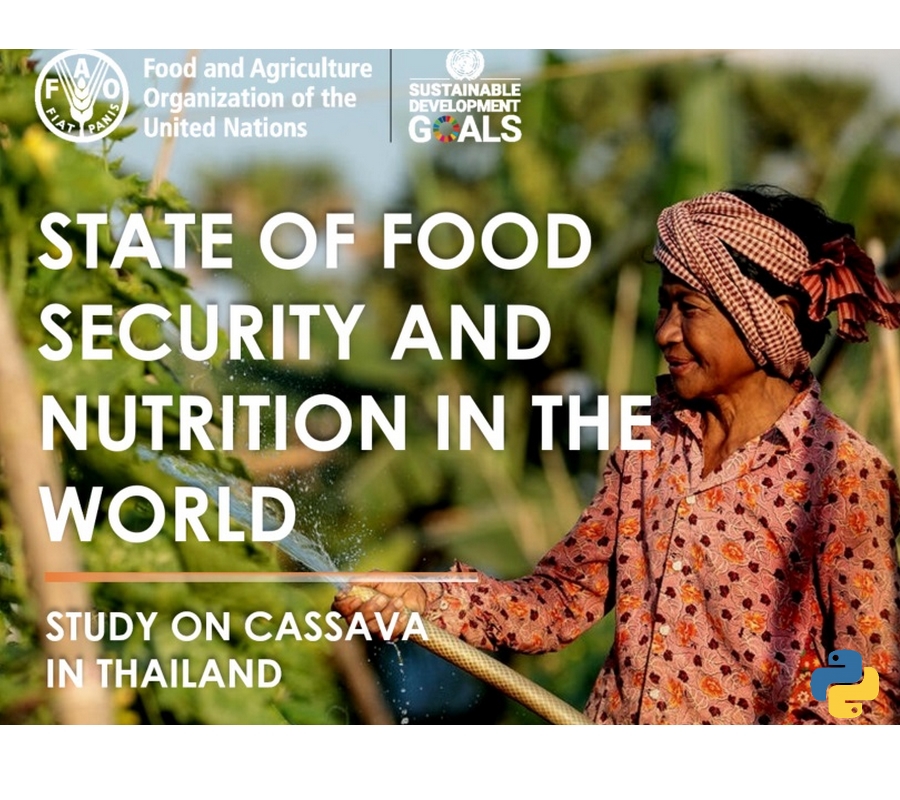 F A O
FIAT PANIS
Food and Agriculture
Organization of the
United Nations
SUSTAINABLE
DEVELOPMENT
GOALS
STATE OF FOOD
SECURITY AND
NUTRITION IN THE
WORLD
STUDY ON CASSAVA
IN THAILAND